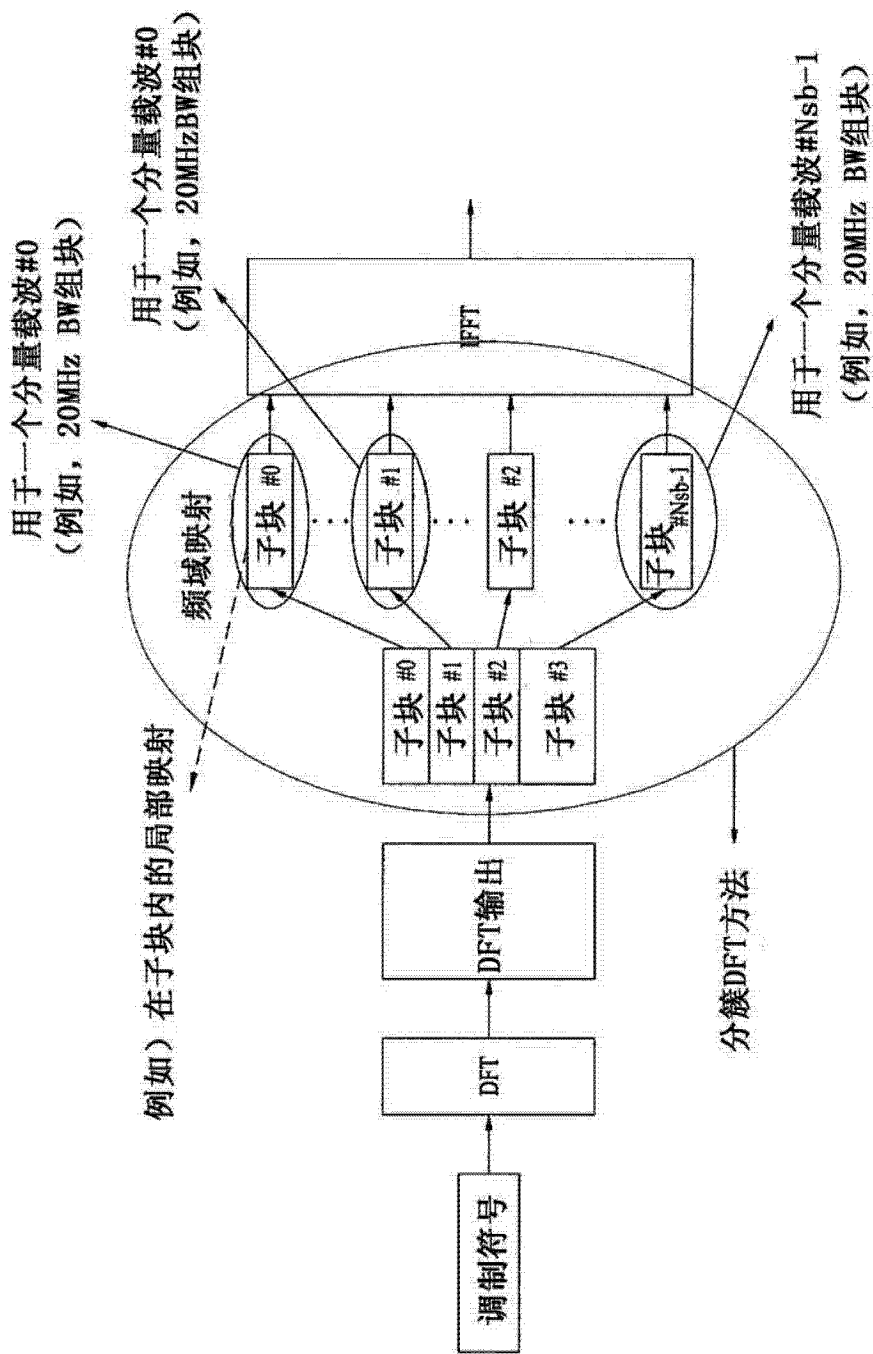 用于一个分量载波#0
（例如，20MHz BW组块）
用于一个分量载波#0
（例如，20MHzBW组块）
用于一个分量载波#Nsb-1
（例如，20MHz BW组块）
例如）在子块内的局部映射
频域映射
调制符号
DFT
DFT输出
子块 #0
子块 #1
子块 #2
子块 #3
子块 #0
···
子块 #1
···
子块 #2
···
子块 #Nsb-1
IFFT
分簇DFT方法